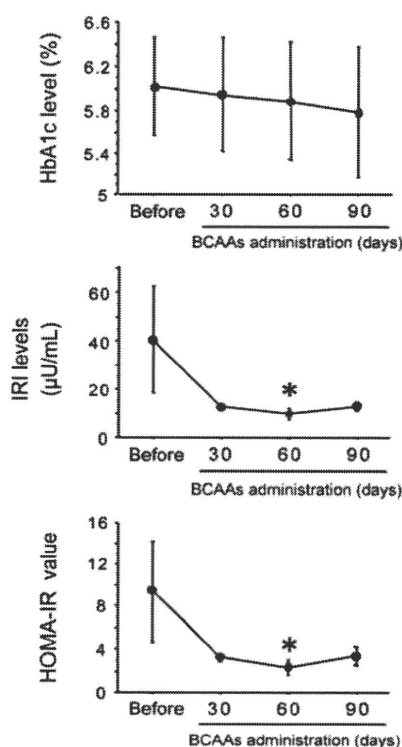 HbA1c level (%)
6.6
6.2
5.8
5.4
5
Before 30 60 90
BCAAs administration (days)
IRI levels
(µU/mL)
60
40
20
0
*
Before 30 60 90
BCAAs administration (days)
HOMA-IR value
16
12
8
4
0
*
Before 30 60 90
BCAAs administration (days)